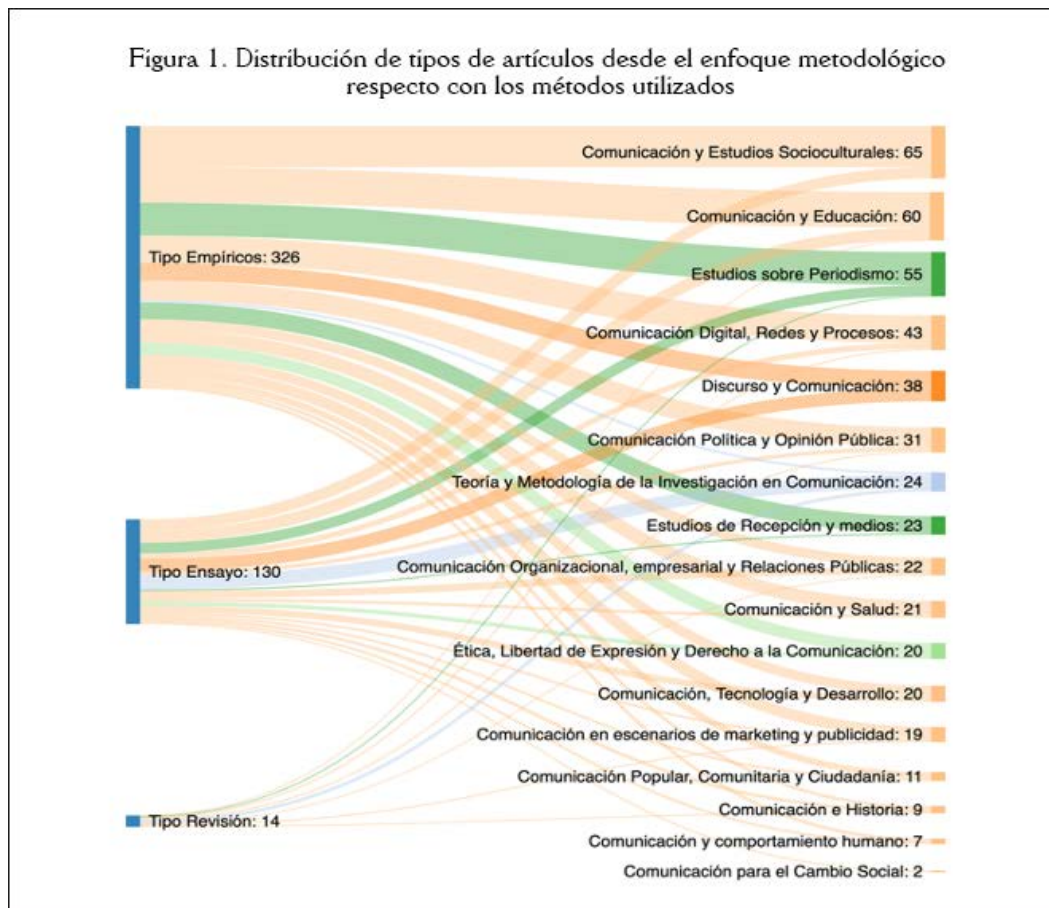 Figura 1. Distribución de tipos de artículos desde el enfoque metodológico
respecto con los métodos utilizados
Comunicación y Estudios Socioculturales: 65
Comunicación y Educación: 60
Tipo Empíricos: 326
Estudios sobre Periodismo: 55
Comunicación Digital, Redes y Procesos: 43
Discurso y Comunicación: 38
Comunicación Política y Opinión Pública: 31
Teoría y Metodología de la Investigación en Comunicación: 24
Estudios de Recepción y medios: 23
Comunicación Organizacional, empresarial y Relaciones Públicas: 22
Tipo Ensayo: 130
Comunicación y Salud: 21
Ética, Libertad de Expresión y Derecho a la Comunicación: 20
Comunicación, Tecnología y Desarrollo: 20
Comunicación en escenarios de marketing y publicidad: 19
Comunicación Popular, Comunitaria y Ciudadanía: 11
Comunicación e Historia: 9
Tipo Revisión: 14
Comunicación y comportamiento humano: 7
Comunicación para el Cambio Social: 2